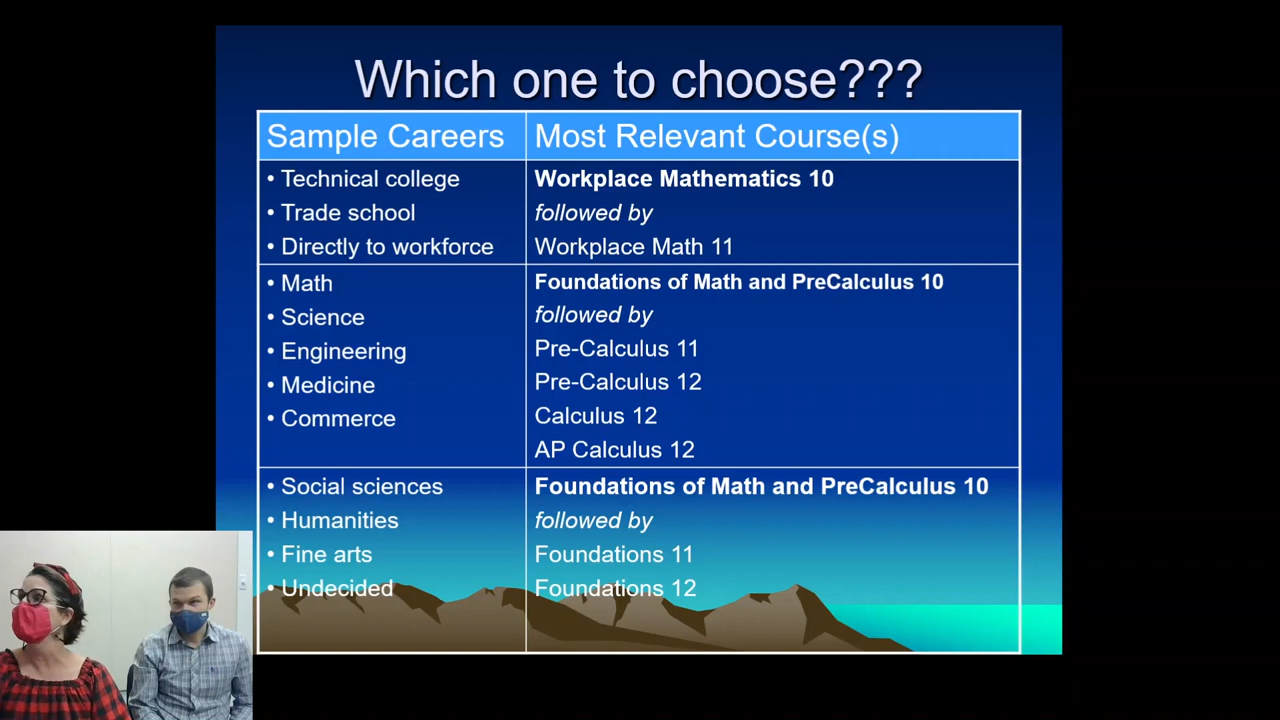 Which one to choose???
Sample Careers
Most Relevant Course(s)
• Technical college
• Trade school
• Directly to workforce
Workplace Mathematics 10
followed by
Workplace Math 11
• Math
• Science
• Engineering
• Medicine
• Commerce
Foundations of Math and PreCalculus 10
followed by
Pre-Calculus 11
Pre-Calculus 12
Calculus 12
AP Calculus 12
• Social sciences
• Humanities
• Fine arts
• Undecided
Foundations of Math and PreCalculus 10
followed by
Foundations 11
Foundations 12